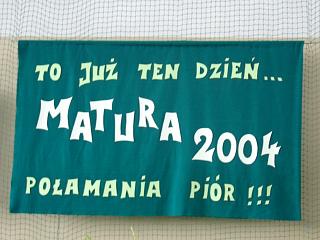 TO JUŻ TEN DZIEŃ...
MATURA 2004
POŁAMANIA PIÓR !!!